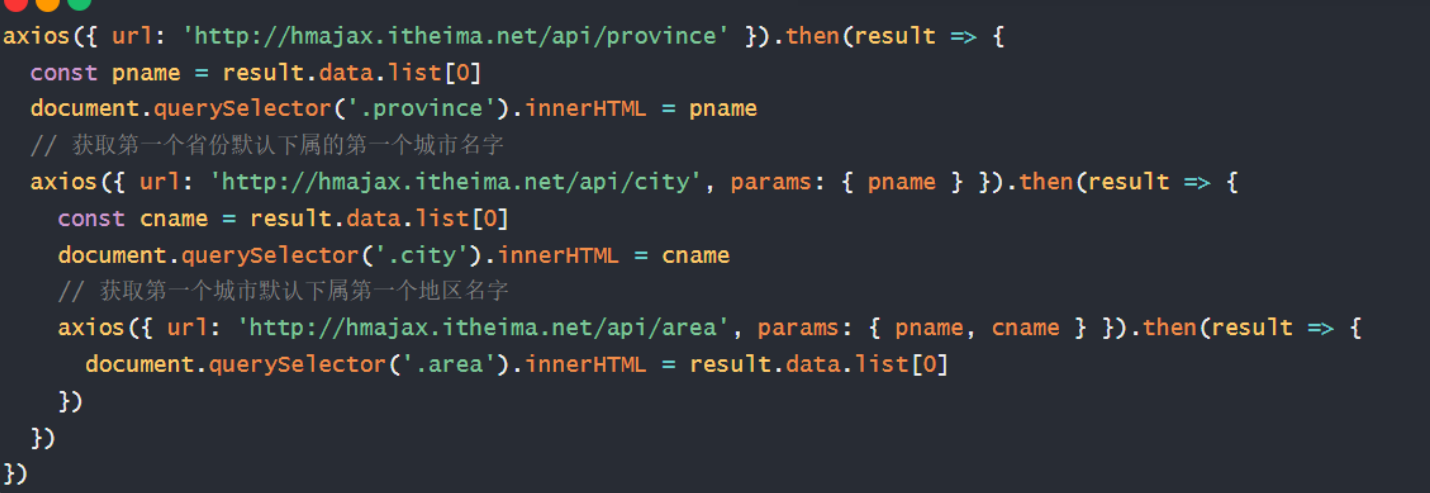 axios({ url: 'http://hmajax.itheima.net/api/province' }).then(result => {
  const pname = result.data.list[0]
  document.querySelector('.province').innerHTML = pname
  // 获取第一个省份默认下属的第一个城市名字
  axios({ url: 'http://hmajax.itheima.net/api/city', params: { pname } }).then(result => {
    const cname = result.data.list[0]
    document.querySelector('.city').innerHTML = cname
    // 获取第一个城市默认下属第一个地区名字
    axios({ url: 'http://hmajax.itheima.net/api/area', params: { pname, cname } }).then(result => {
      document.querySelector('.area').innerHTML = result.data.list[0]
    })
  })
})